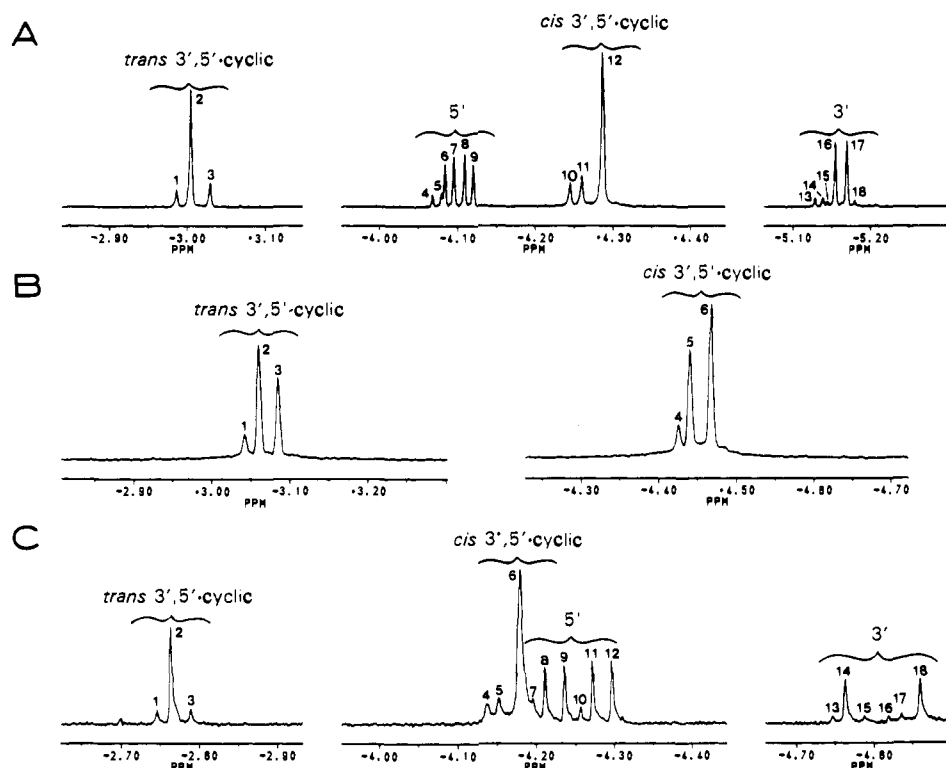 A
trans 3',5'-cyclic
1
2
3
5'
4
5
6
7
8
9
cis 3',5'-cyclic
10
11
12
3'
13
14
15
16
17
18
-2.90 -3.00 -3.10
PPM
-4.00 -4.10 -4.20 -4.30 -4.40
PPM
-5.10 -5.20
PPM
B
trans 3',5'-cyclic
1
2
3
cis 3',5'-cyclic
4
5
6
-2.90 -3.00 -3.10 -3.20
PPM
-4.30 -4.40 -4.50 -4.60 -4.70
PPM
C
trans 3',5'-cyclic
1
2
3
cis 3',5'-cyclic
4
5
6
5'
7
8
9
10
11
12
3'
13
14
15
16
17
18
-2.70 -2.80 -2.90
PPM
-4.10 -4.20 -4.30 -4.40
PPM
-4.70 -4.80
PPM